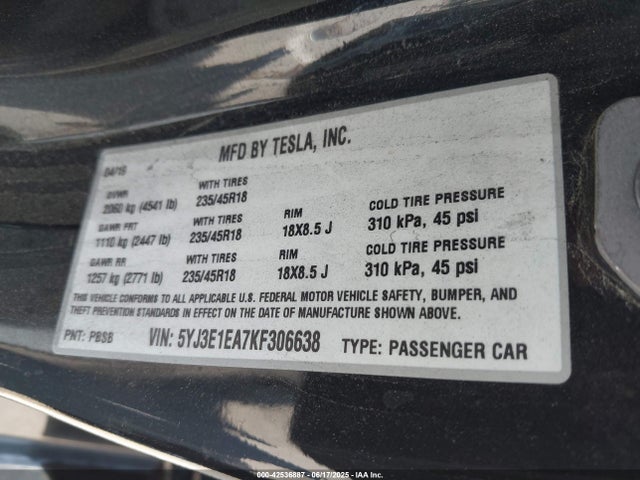 MFD BY TESLA, INC.
04/19
GVWR WITH TIRES
2060 kg (4541 lb) 235/45R18
GAWR FRT WITH TIRES RIM COLD TIRE PRESSURE
1110 kg (2447 lb) 235/45R18 18X8.5 J 310 kPa, 45 psi
GAWR RR WITH TIRES RIM COLD TIRE PRESSURE
1257 kg (2771 lb) 235/45R18 18X8.5 J 310 kPa, 45 psi
THIS VEHICLE CONFORMS TO ALL APPLICABLE U.S. FEDERAL MOTOR VEHICLE SAFETY, BUMPER, AND
THEFT PREVENTION STANDARDS IN EFFECT ON THE DATE OF MANUFACTURE SHOWN ABOVE.
PNT: PBSB VIN: 5YJ3E1EA7KF306638 TYPE: PASSENGER CAR
000-42536887 - 06/17/2025 - IAA Inc.